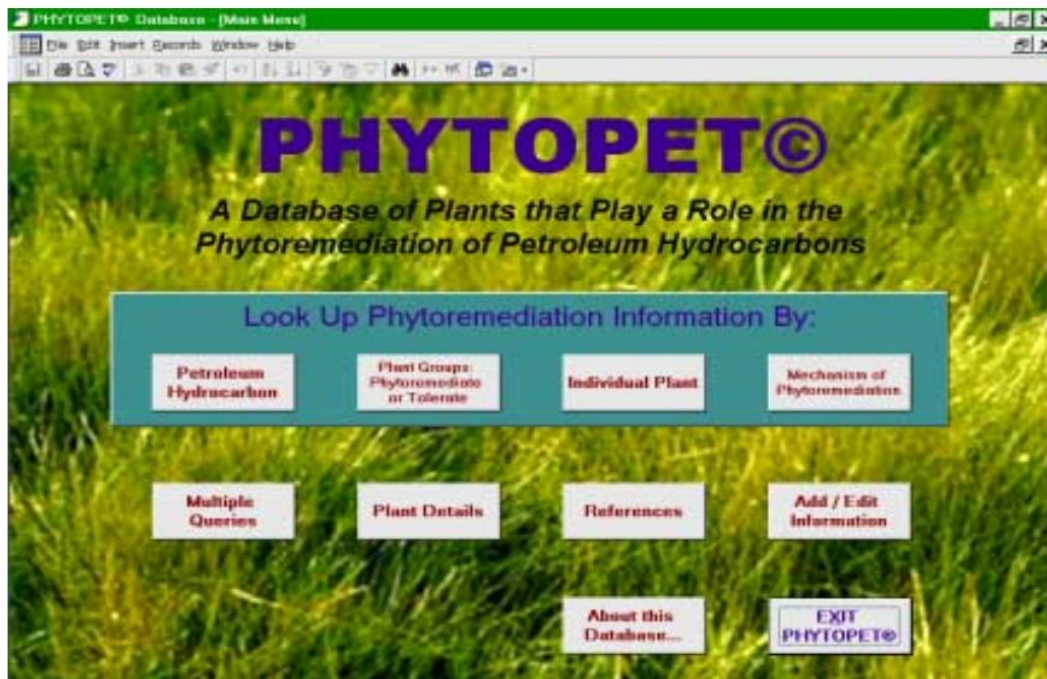 PHYTOPET© Database - [Main Menu]
File Edit Insert Records Window Help
PHYTOPET©
A Database of Plants that Play a Role in the
Phytoremediation of Petroleum Hydrocarbons
Look Up Phytoremediation Information By:
Petroleum
Hydrocarbon
Plant Groups:
Phytoremediate
or Tolerate
Individual Plant
Mechanism of
Phytoremediation
Multiple
Queries
Plant Details
References
Add / Edit
Information
About this
Database...
EXIT
PHYTOPET©